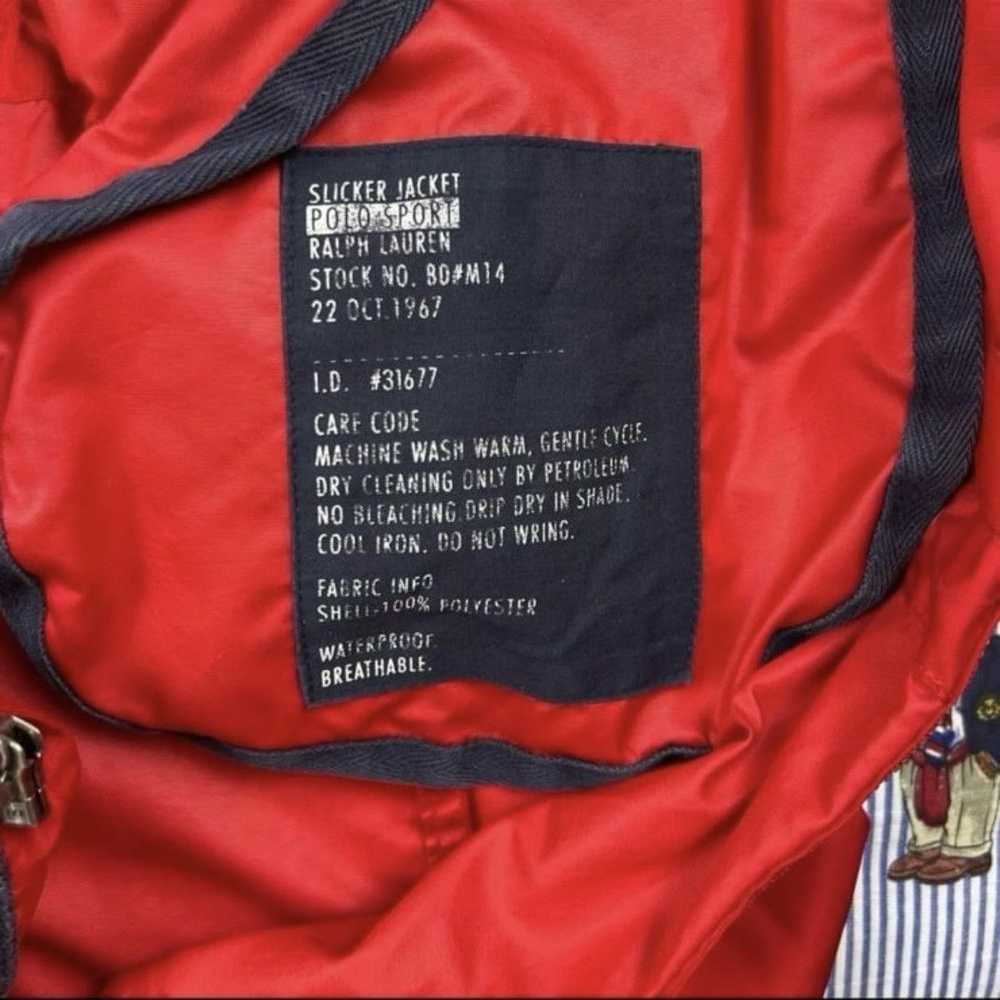 SLICKER JACKET
POLO SPORT
RALPH LAUREN
STOCK NO. BD#M14
22 OCT.1967
I.D. #31677
CARE CODE
MACHINE WASH WARM, GENTLE CYCLE.
DRY CLEANING ONLY BY PETROLEUM.
NO BLEACHING.DRIP DRY IN SHADE.
COOL IRON. DO NOT WRING.
FABRIC INFO
SHELL-100% POLYESTER
WATERPROOF.
BREATHABLE.